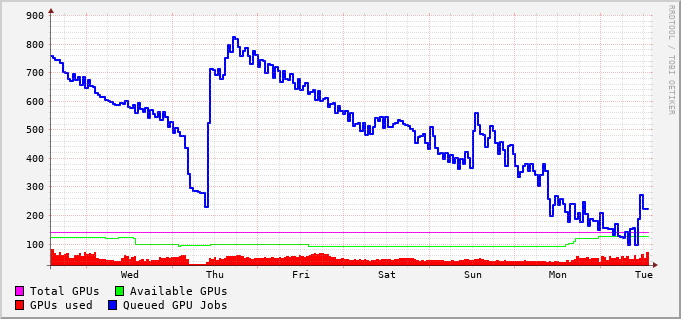 900
800
700
600
500
400
300
200
100
Wed Thu Fri Sat Sun Mon Tue
Total GPUs Available GPUs
GPUs used Queued GPU Jobs
RRDTOOL / TOBI OETIKER